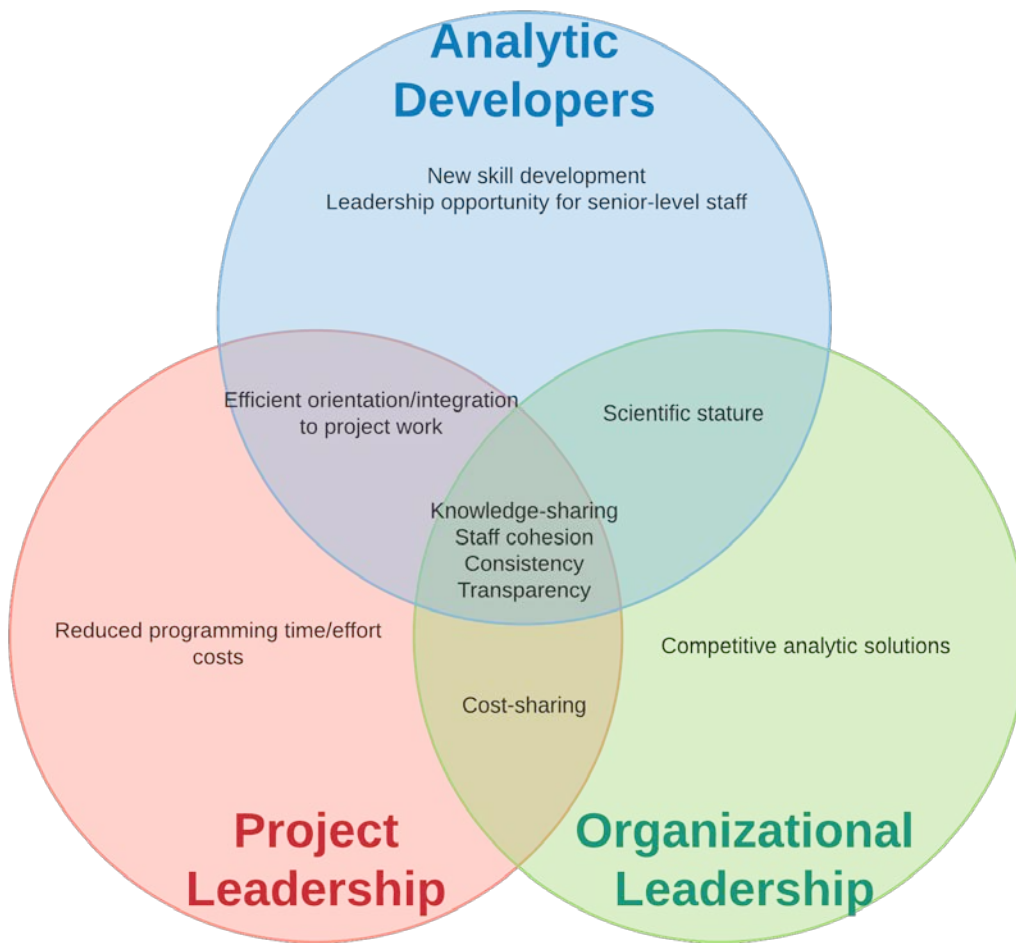 Analytic
Developers
New skill development
Leadership opportunity for senior-level staff
Efficient orientation/integration
to project work
Scientific stature
Knowledge-sharing
Staff cohesion
Consistency
Transparency
Reduced programming time/effort
costs
Competitive analytic solutions
Cost-sharing
Project
Leadership
Organizational
Leadership